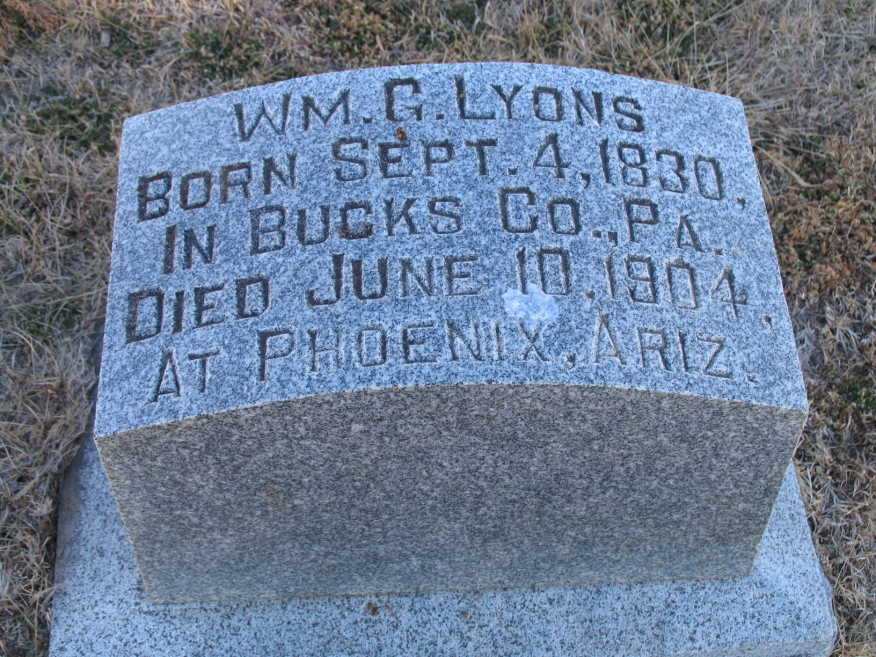 WM. G. LYONS
BORN SEPT. 4, 1830,
IN BUCKS CO., PA.
DIED JUNE 10, 1904,
AT PHOENIX, ARIZ.